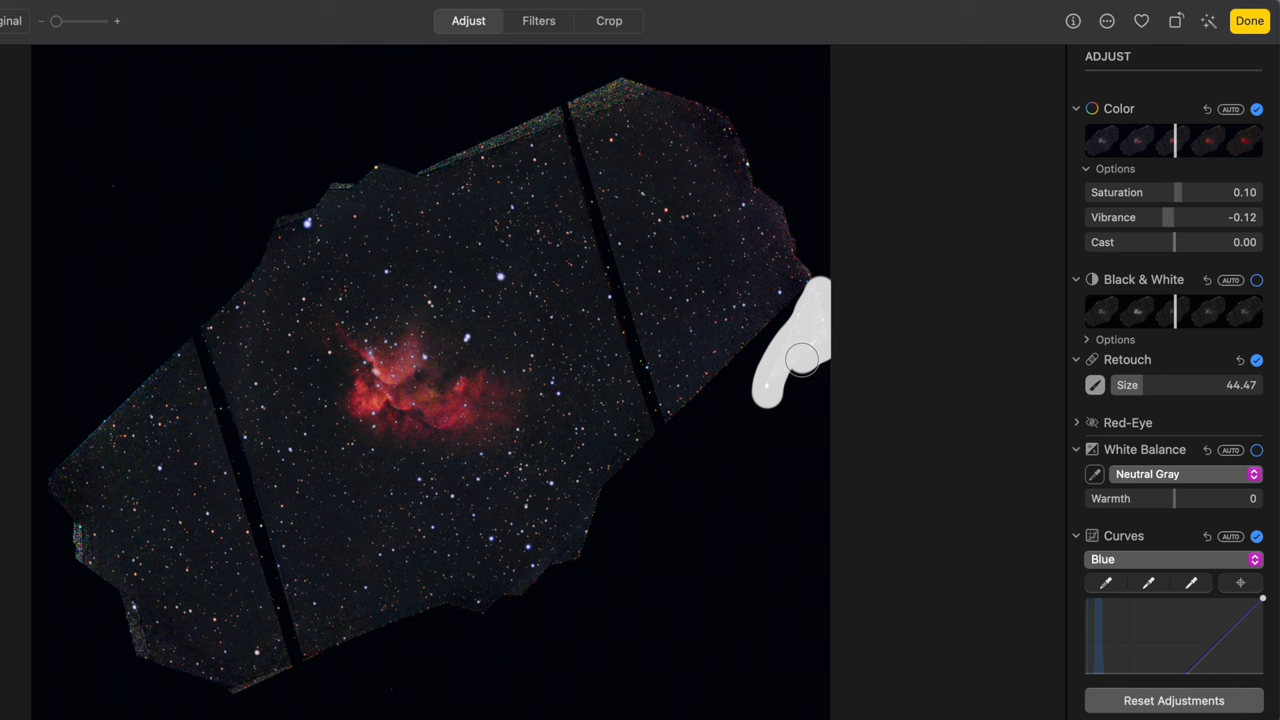 ginal
Adjust Filters Crop
Done
ADJUST
Color AUTO
Options
Saturation 0.10
Vibrance -0.12
Cast 0.00
Black & White AUTO
Options
Retouch
Size 44.47
Red-Eye
White Balance AUTO
Neutral Gray
Warmth 0
Curves AUTO
Blue
Reset Adjustments